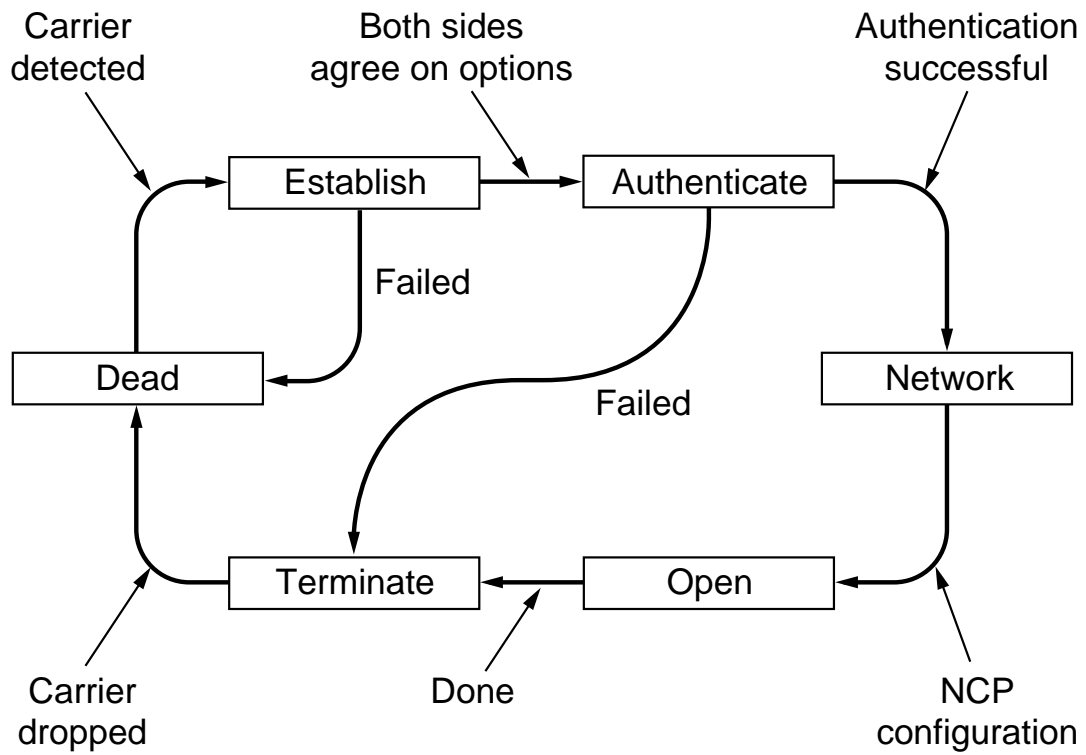 Carrier
detected
Both sides
agree on options
Authentication
successful
Establish
Authenticate
Failed
Dead
Failed
Network
Terminate
Open
Carrier
dropped
Done
NCP
configuration